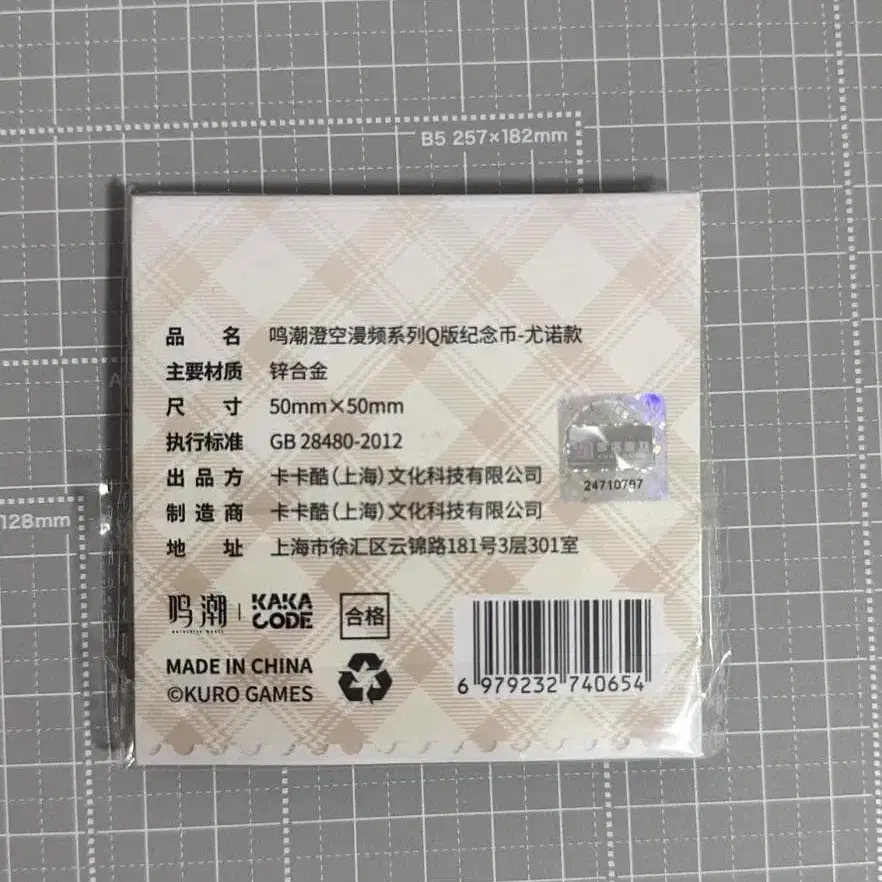 B5 257×182mm
品名 鸣潮澄空漫频系列Q版纪念币-尤诺款
主要材质 锌合金
尺寸 50mm×50mm
执行标准 GB 28480-2012
出品方 卡卡酷(上海)文化科技有限公司
制造商 卡卡酷(上海)文化科技有限公司
地址 上海市徐汇区云锦路181号3层301室
24710797
128mm
鸣潮 | KAKA CODE 合格
MADE IN CHINA
©KURO GAMES
6 979232 740654